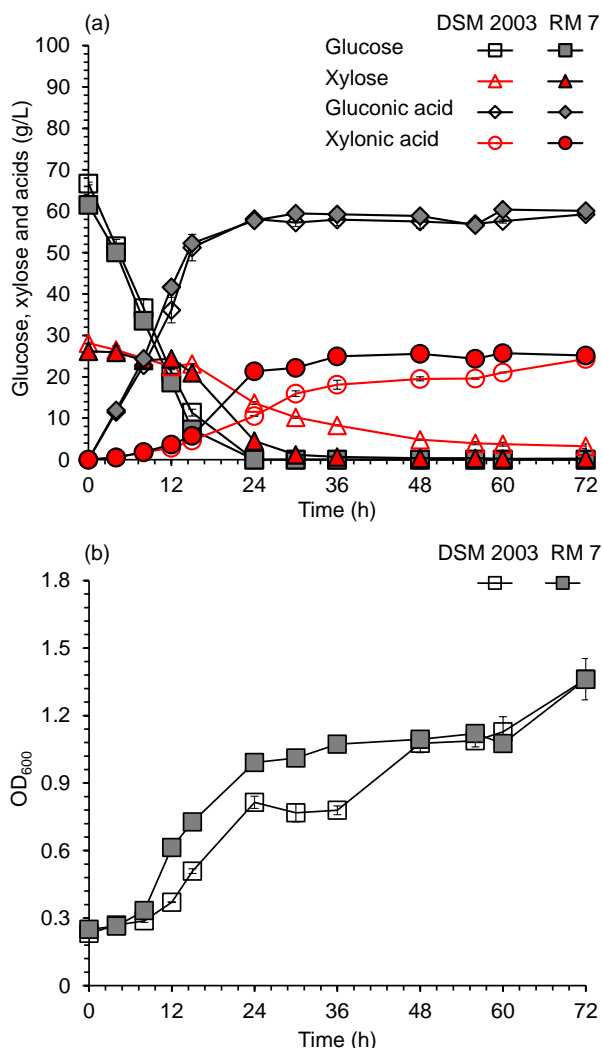 (a)
DSM 2003 RM 7
Glucose
Xylose
Gluconic acid
Xylonic acid
Glucose, xylose and acids (g/L)
100
90
80
70
60
50
40
30
20
10
0
0 12 24 36 48 60 72
Time (h)
(b)
DSM 2003 RM 7
OD600
1.8
1.5
1.2
0.9
0.6
0.3
0
0 12 24 36 48 60 72
Time (h)